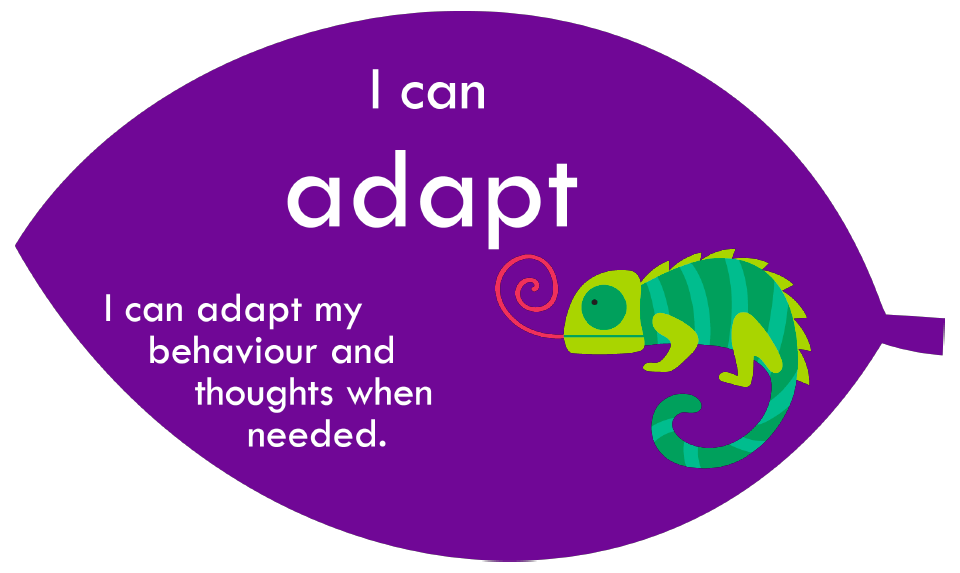 I can
adapt
I can adapt my
behaviour and
thoughts when
needed.